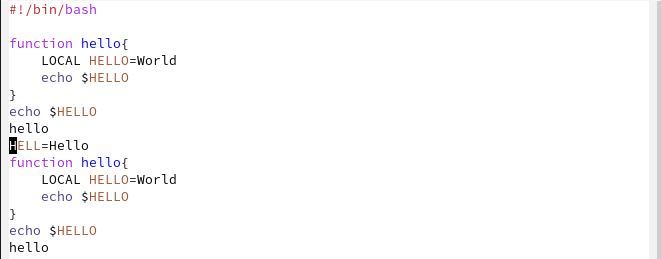 #!/bin/bash
function hello{
LOCAL HELLO=World
echo $HELLO
}
echo $HELLO
hello
HELL=Hello
function hello{
LOCAL HELLO=World
echo $HELLO
}
echo $HELLO
hello